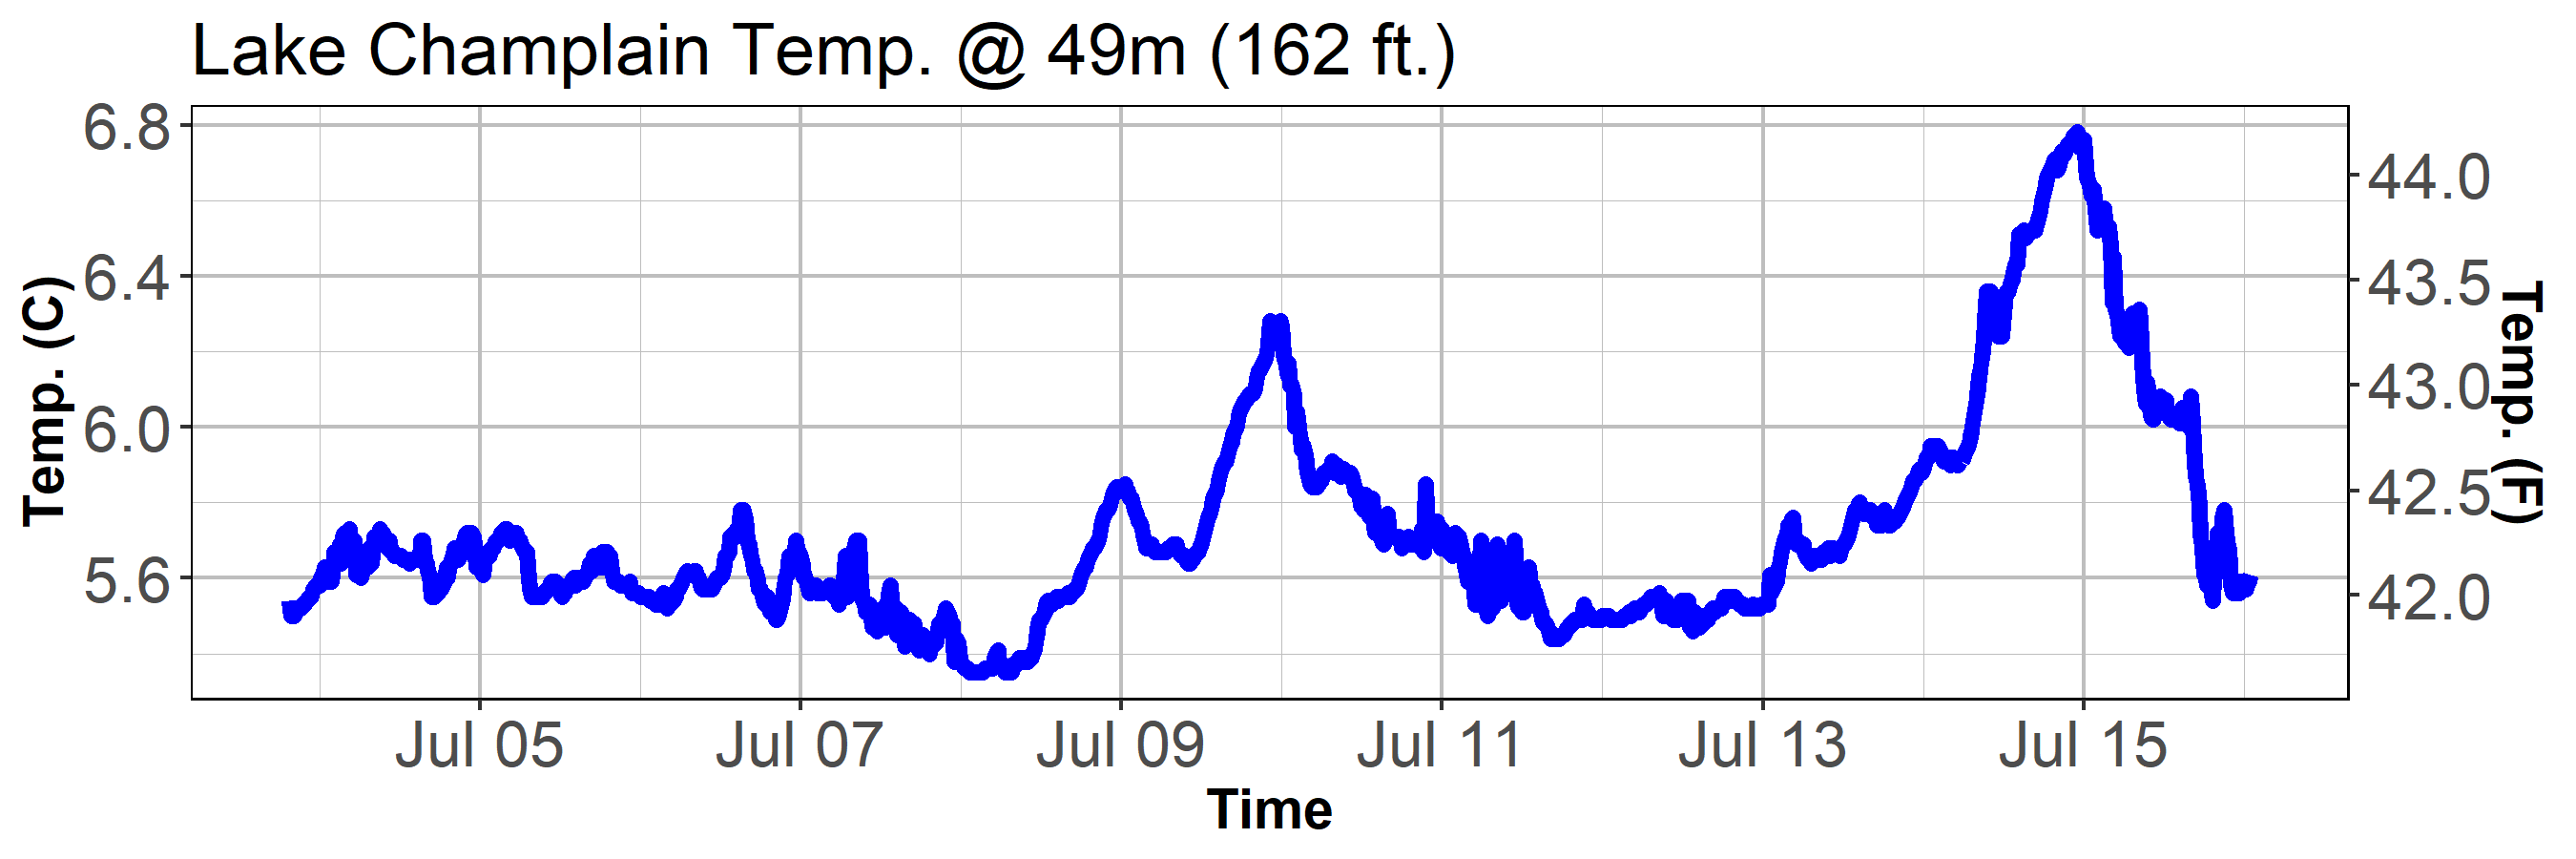 Lake Champlain Temp. @ 49m (162 ft.)
6.8
6.4
6.0
5.6
Temp. (C)
44.0
43.5
43.0
42.5
42.0
Temp. (F)
Jul 05 Jul 07 Jul 09 Jul 11 Jul 13 Jul 15
Time